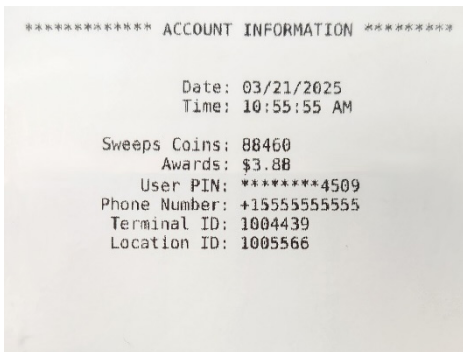 ************* ACCOUNT INFORMATION *********
Date: 03/21/2025
Time: 10:55:55 AM
Sweeps Coins: 88460
Awards: $3.88
User PIN: ********4509
Phone Number: +15555555555
Terminal ID: 1004439
Location ID: 1005566